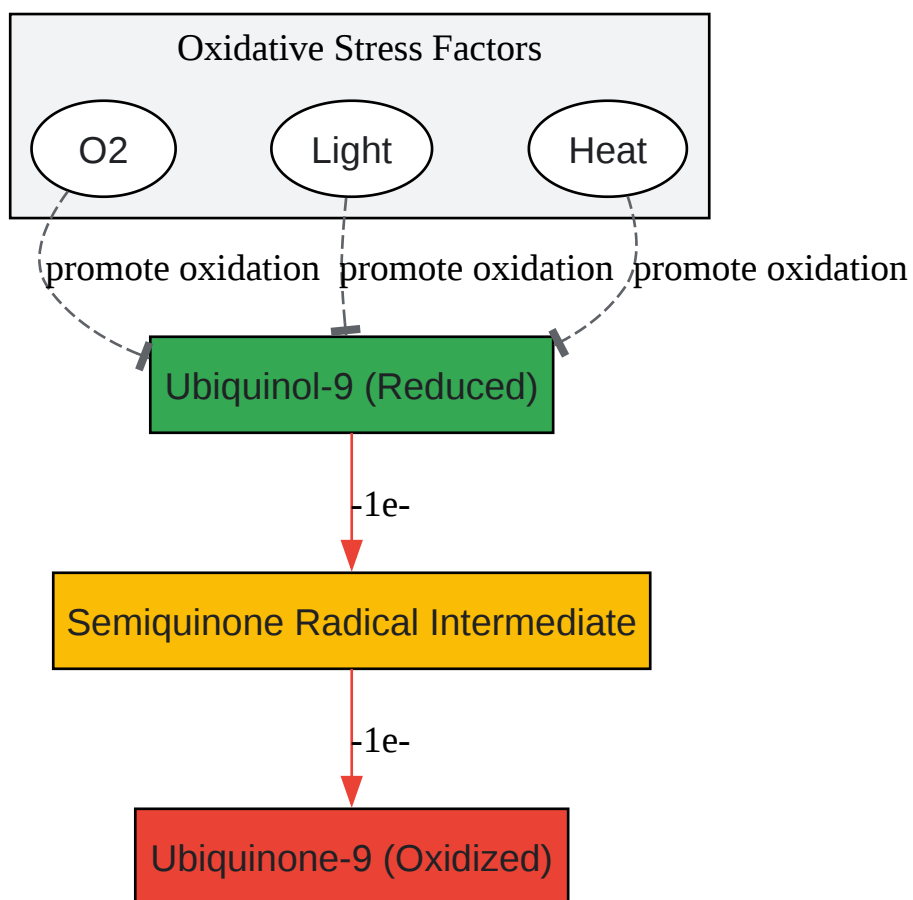 Oxidative Stress Factors
O2 Light Heat
promote oxidation promote oxidation promote oxidation
Ubiquinol-9 (Reduced)
-1e-
Semiquinone Radical Intermediate
-1e-
Ubiquinone-9 (Oxidized)